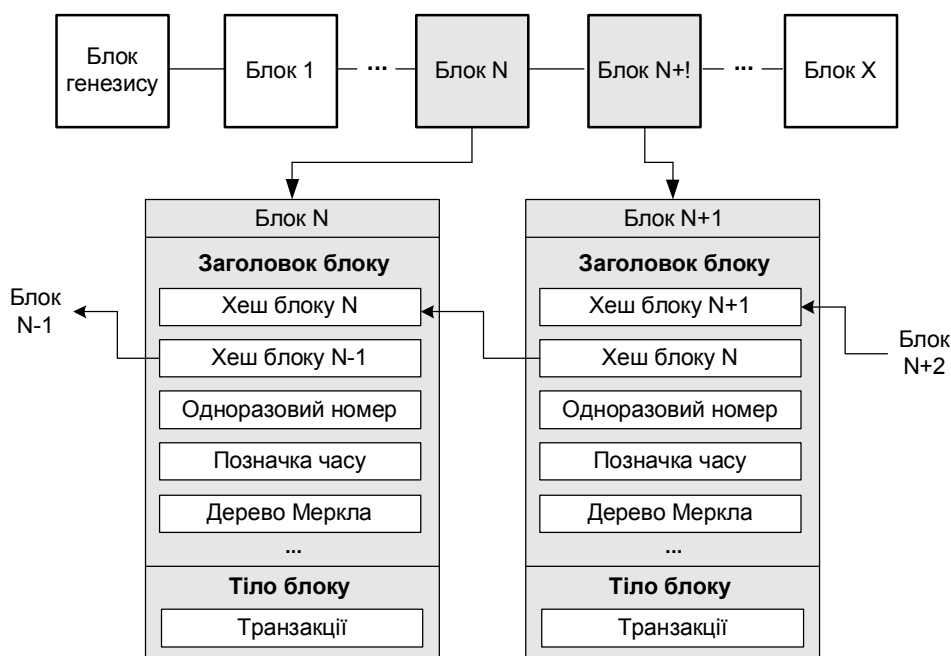 Блок
генезису
Блок 1
...
Блок N
Блок N+!
...
Блок X
Блок N
Заголовок блоку
Хеш блоку N
Хеш блоку N-1
Одноразовий номер
Позначка часу
Дерево Меркла
...
Тіло блоку
Транзакції
Блок
N-1
Блок N+1
Заголовок блоку
Хеш блоку N+1
Хеш блоку N
Одноразовий номер
Позначка часу
Дерево Меркла
...
Тіло блоку
Транзакції
Блок
N+2